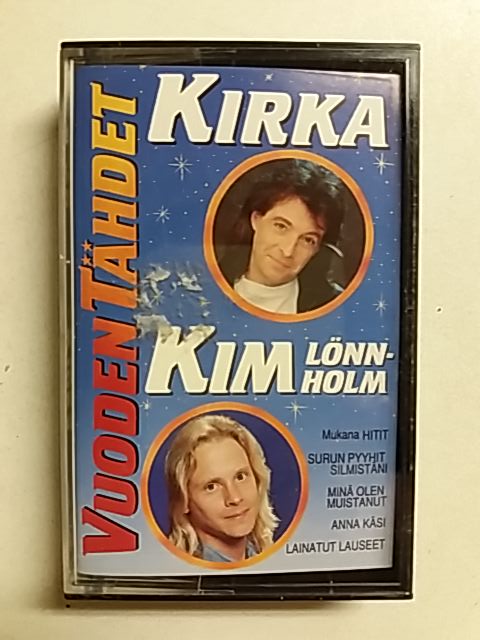 VUODEN TÄHDET
KIRKA
KIM LÖNN-
HOLM
Mukana HITIT
SURUN PYYHIT
SILMISTÄNI
MINÄ OLEN
MUISTANUT
ANNA KÄSI
LAINATUT LAUSEET